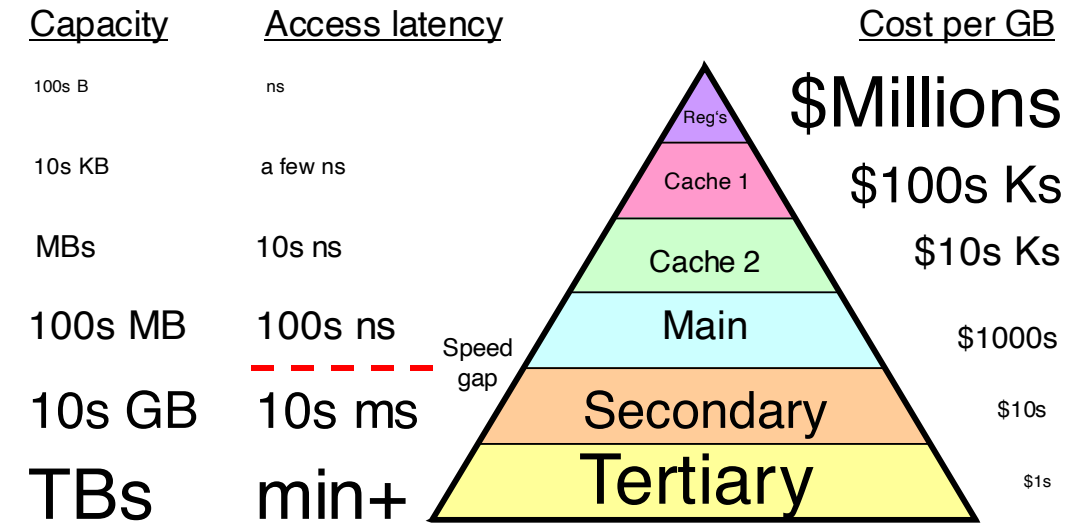 Capacity Access latency Cost per GB
100s B ns Reg's $Millions
10s KB a few ns Cache 1 $100s Ks
MBs 10s ns Cache 2 $10s Ks
100s MB 100s ns Main $1000s
Speed
gap
10s GB 10s ms Secondary $10s
TBs min+ Tertiary $1s